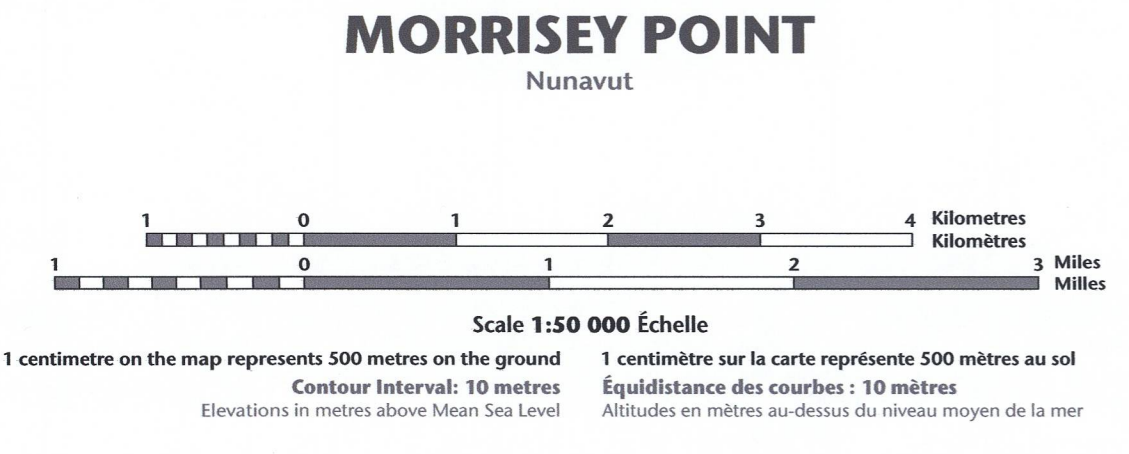 MORRISEY POINT
Nunavut
1 0 1 2 3 4 Kilometres
Kilomètres
1 0 1 2 3 Miles
Milles
Scale 1:50 000 Échelle
1 centimetre on the map represents 500 metres on the ground
1 centimètre sur la carte représente 500 mètres au sol
Contour Interval: 10 metres
Équidistance des courbes : 10 mètres
Elevations in metres above Mean Sea Level
Altitudes en mètres au-dessus du niveau moyen de la mer